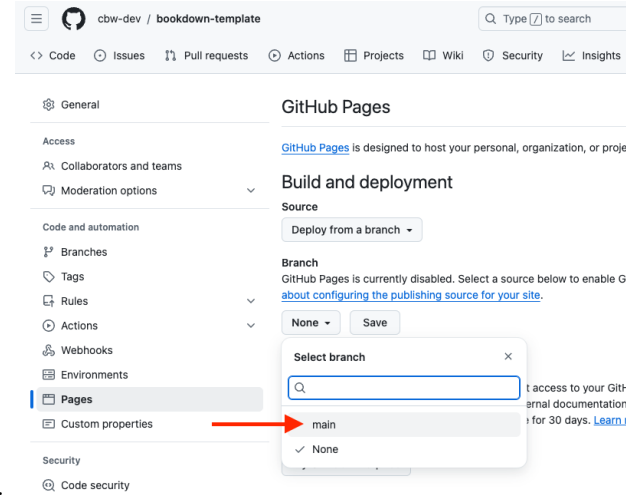 cbw-dev / bookdown-template
Type / to search
Code Issues Pull requests Actions Projects Wiki Security Insights
General
Access
Collaborators and teams
Moderation options
Code and automation
Branches
Tags
Rules
Actions
Webhooks
Environments
Pages
Custom properties
Security
Code security
GitHub Pages
GitHub Pages is designed to host your personal, organization, or proje
Build and deployment
Source
Deploy from a branch
Branch
GitHub Pages is currently disabled. Select a source below to enable G
about configuring the publishing source for your site.
None Save
Select branch
main
None
t access to your GitH
ernal documentation
for 30 days. Learn